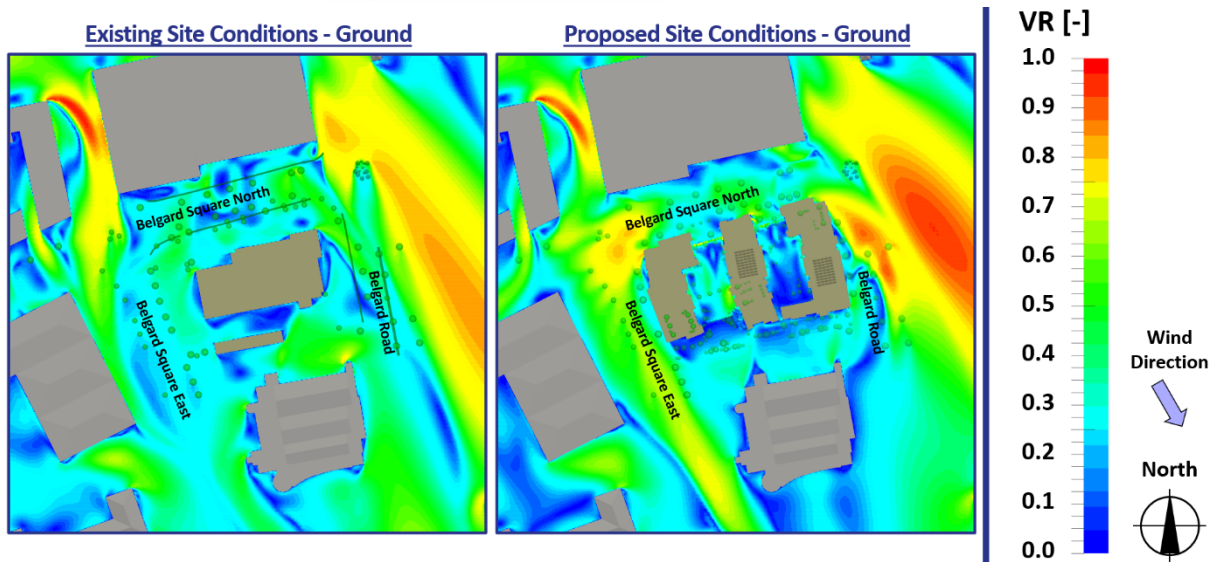 Existing Site Conditions - Ground
Belgard Square North
Belgard Square East
Belgard Road
Proposed Site Conditions - Ground
Belgard Square North
Belgard Square East
Belgard Road
VR [-]
1.0
0.9
0.8
0.7
0.6
0.5
0.4
0.3
0.2
0.1
0.0
Wind
Direction
North